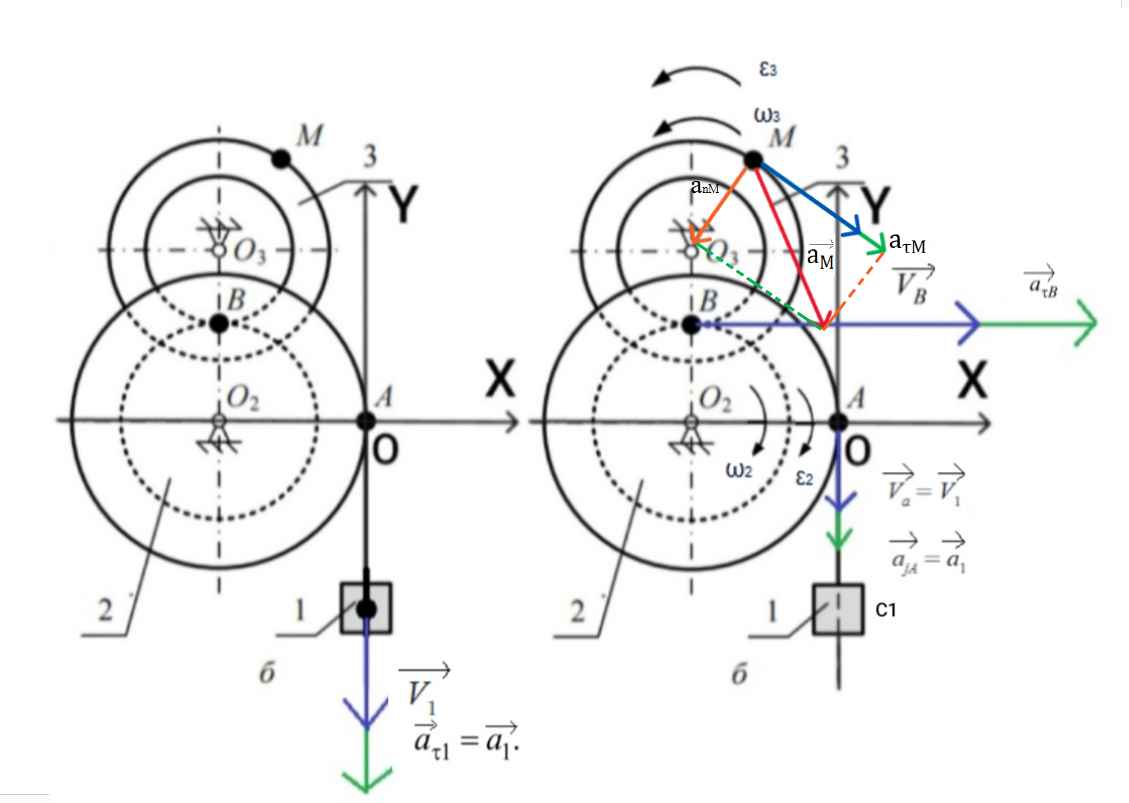 M
3
Y
O3
B
X
O2
A
O
2
1
б
V1
aτ1 = a1.
ε3
ω3
M
3
anM
Y
O3
aM
aτM
VB
aτB
B
X
O2
A
O
ω2
ε2
Va = V1
ajA = a1
2
1
C1
б